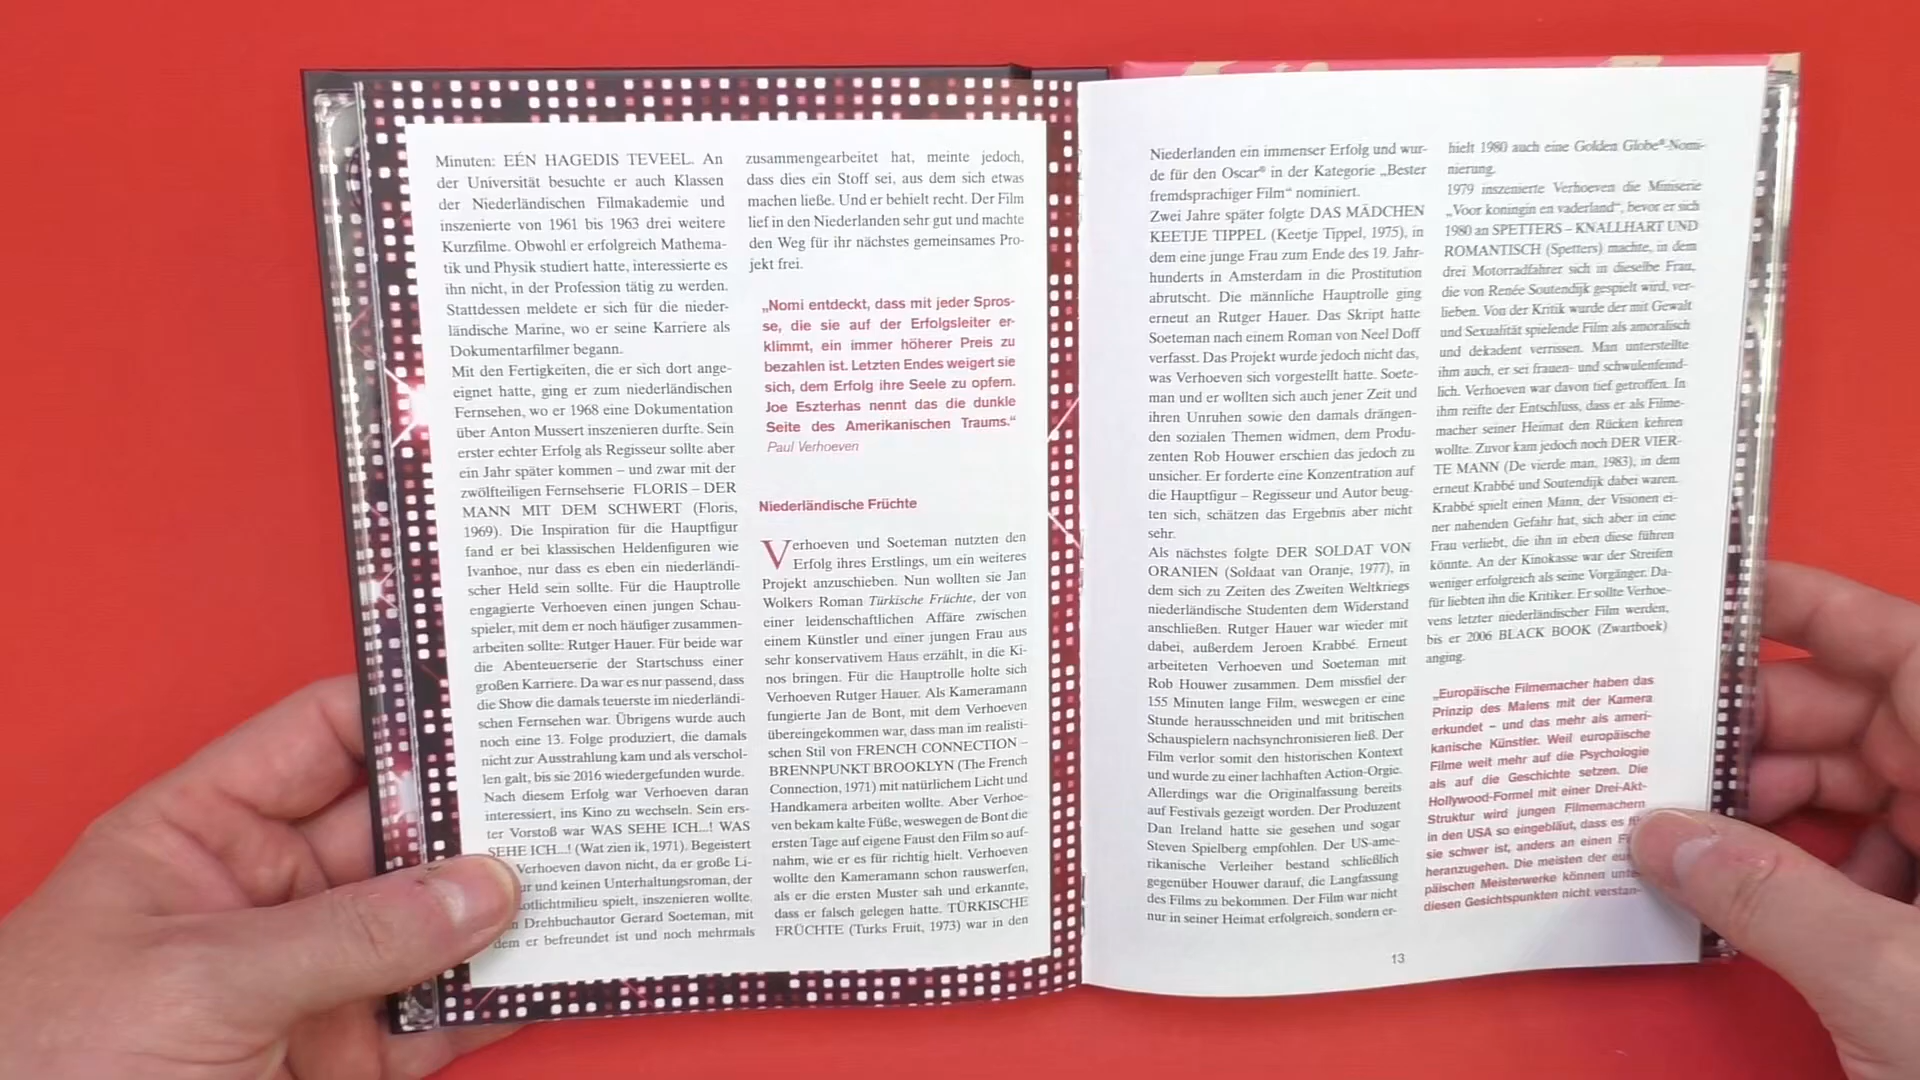 Minuten: EÉN HAGEDIS TEVEEL. An
der Universität besuchte er auch Klassen
der Niederländischen Filmakademie und
inszenierte von 1961 bis 1963 drei weitere
Kurzfilme. Obwohl er erfolgreich Mathema-
tik und Physik studiert hatte, interessierte es
ihn nicht, in der Profession tätig zu werden.
Stattdessen meldete er sich für die nieder-
ländische Marine, wo er seine Karriere als
Dokumentarfilmer begann.
Mit den Fertigkeiten, die er sich dort ange-
eignet hatte, ging er zum niederländischen
Fernsehen, wo er 1968 eine Dokumentation
über Anton Mussert inszenieren durfte. Sein
erster echter Erfolg als Regisseur sollte aber
ein Jahr später kommen – und zwar mit der
zwölfteiligen Fernsehserie FLORIS – DER
MANN MIT DEM SCHWERT (Floris,
1969). Die Inspiration für die Hauptfigur
fand er bei klassischen Heldenfiguren wie
Ivanhoe, nur dass es eben ein niederländi-
scher Held sein sollte. Für die Hauptrolle
engagierte Verhoeven einen jungen Schau-
spieler, mit dem er noch häufiger zusammen-
arbeiten sollte: Rutger Hauer. Für beide war
die Abenteuerserie der Startschuss einer
großen Karriere. Da war es nur passend, dass
die Show die damals teuerste im niederländi-
schen Fernsehen war. Übrigens wurde auch
noch eine 13. Folge produziert, die damals
nicht zur Ausstrahlung kam und als verschol-
len galt, bis sie 2016 wiedergefunden wurde.
Nach diesem Erfolg war Verhoeven daran
interessiert, ins Kino zu wechseln. Sein ers-
ter Vorstoß war WAS SEHE ICH...! WAS
SEHE ICH...! (Wat zien ik, 1971). Begeistert
Verhoeven davon nicht, da er große Li-
und keinen Unterhaltungsroman, der
spielt, inszenieren wollte.
Drehbuchautor Gerard Soeteman, mit
dem er befreundet ist und noch mehrmals
zusammengearbeitet hat, meinte jedoch,
dass dies ein Stoff sei, aus dem sich etwas
machen ließe. Und er behielt recht. Der Film
lief in den Niederlanden sehr gut und machte
den Weg für ihr nächstes gemeinsames Pro-
jekt frei.
„Nomi entdeckt, dass mit jeder Spros-
se, die sie auf der Erfolgsleiter er-
klimmt, ein immer höherer Preis zu
bezahlen ist. Letzten Endes weigert sie
sich, dem Erfolg ihre Seele zu opfern.
Joe Eszterhas nennt das die dunkle
Seite des Amerikanischen Traums.“
Paul Verhoeven
Niederländische Früchte
Verhoeven und Soeteman nutzten den
Erfolg ihres Erstlings, um ein weiteres
Projekt anzuschieben. Nun wollten sie Jan
Wolkers Roman Türkische Früchte, der von
einer leidenschaftlichen Affäre zwischen
einem Künstler und einer jungen Frau aus
sehr konservativem Haus erzählt, in die Ki-
nos bringen. Für die Hauptrolle holte sich
Verhoeven Rutger Hauer. Als Kameramann
fungierte Jan de Bont, mit dem Verhoeven
übereingekommen war, dass man im realisti-
schen Stil von FRENCH CONNECTION –
BRENNPUNKT BROOKLYN (The French
Connection, 1971) mit natürlichem Licht und
Handkamera arbeiten wollte. Aber Verhoe-
ven bekam kalte Füße, weswegen de Bont die
ersten Tage auf eigene Faust den Film so auf-
nahm, wie er es für richtig hielt. Verhoeven
wollte den Kameramann schon rauswerfen,
als er die ersten Muster sah und erkannte,
dass er falsch gelegen hatte. TÜRKISCHE
FRÜCHTE (Turks Fruit, 1973) war in den
Niederlanden ein immenser Erfolg und wur-
de für den Oscar® in der Kategorie „Bester
fremdsprachiger Film“ nominiert.
Zwei Jahre später folgte DAS MÄDCHEN
KEETJE TIPPEL (Keetje Tippel, 1975), in
dem eine junge Frau zum Ende des 19. Jahr-
hunderts in Amsterdam in die Prostitution
abrutscht. Die männliche Hauptrolle ging
erneut an Rutger Hauer. Das Skript hatte
Soeteman nach einem Roman von Neel Doff
verfasst. Das Projekt wurde jedoch nicht das,
was Verhoeven sich vorgestellt hatte. Soete-
man und er wollten sich auch jener Zeit und
ihren Unruhen sowie den damals drängen-
den sozialen Themen widmen, dem Produ-
zenten Rob Houwer erschien das jedoch zu
unsicher. Er forderte eine Konzentration auf
die Hauptfigur – Regisseur und Autor beug-
ten sich, schätzen das Ergebnis aber nicht
sehr.
Als nächstes folgte DER SOLDAT VON
ORANIEN (Soldaat van Oranje, 1977), in
dem sich zu Zeiten des Zweiten Weltkriegs
niederländische Studenten dem Widerstand
anschließen. Rutger Hauer war wieder mit
dabei, außerdem Jeroen Krabbé. Erneut
arbeiteten Verhoeven und Soeteman mit
Rob Houwer zusammen. Dem missfiel der
155 Minuten lange Film, weswegen er eine
Stunde herausschneiden und mit britischen
Schauspielern nachsynchronisieren ließ. Der
Film verlor somit den historischen Kontext
und wurde zu einer lachhaften Action-Orgie.
Allerdings war die Originalfassung bereits
auf Festivals gezeigt worden. Der Produzent
Dan Ireland hatte sie gesehen und sogar
Steven Spielberg empfohlen. Der US-ame-
rikanische Verleiher bestand schließlich
gegenüber Houwer darauf, die Langfassung
des Films zu bekommen. Der Film war nicht
nur in seiner Heimat erfolgreich, sondern er-
hielt 1980 auch eine Golden Globe®-Nomi-
nierung.
1979 inszenierte Verhoeven die Miniserie
„Voor koningin en vaderland“, bevor er sich
1980 an SPETTERS – KNALLHART UND
ROMANTISCH (Spetters) machte, in dem
drei Motorradfahrer sich in dieselbe Frau,
die von Renée Soutendijk gespielt wird, ver-
lieben. Von der Kritik wurde der mit Gewalt
und Sexualität spielende Film als amoralisch
und dekadent verrissen. Man unterstellte
ihm auch, er sei frauen- und schwulenfeind-
lich. Verhoeven war davon tief getroffen. In
ihm reifte der Entschluss, dass er als Filme-
macher seiner Heimat den Rücken kehren
wollte. Zuvor kam jedoch noch DER VIER-
TE MANN (De vierde man, 1983), in dem
erneut Krabbé und Soutendijk dabei waren.
Krabbé spielt einen Mann, der Visionen ei-
ner nahenden Gefahr hat, sich aber in eine
Frau verliebt, die ihn in eben diese führen
könnte. An der Kinokasse war der Streifen
weniger erfolgreich als seine Vorgänger. Da-
für liebten ihn die Kritiker. Er sollte Verhoe-
vens letzter niederländischer Film werden,
bis er 2006 BLACK BOOK (Zwartboek)
anging.
„Europäische Filmemacher haben das
Prinzip des Malens mit der Kamera
erkundet – und das mehr als ameri-
kanische Künstler. Weil europäische
Filme weit mehr auf die Psychologie
als auf die Geschichte setzen. Die
Hollywood-Formel mit einer Drei-Akt-
Struktur wird jungen Filmemachern
in den USA so eingebläut, dass es
sie schwer ist, anders an einen
heranzugehen. Die meisten der
päischen Meisterwerke können
diesen Gesichtspunkten nicht verstan-
13